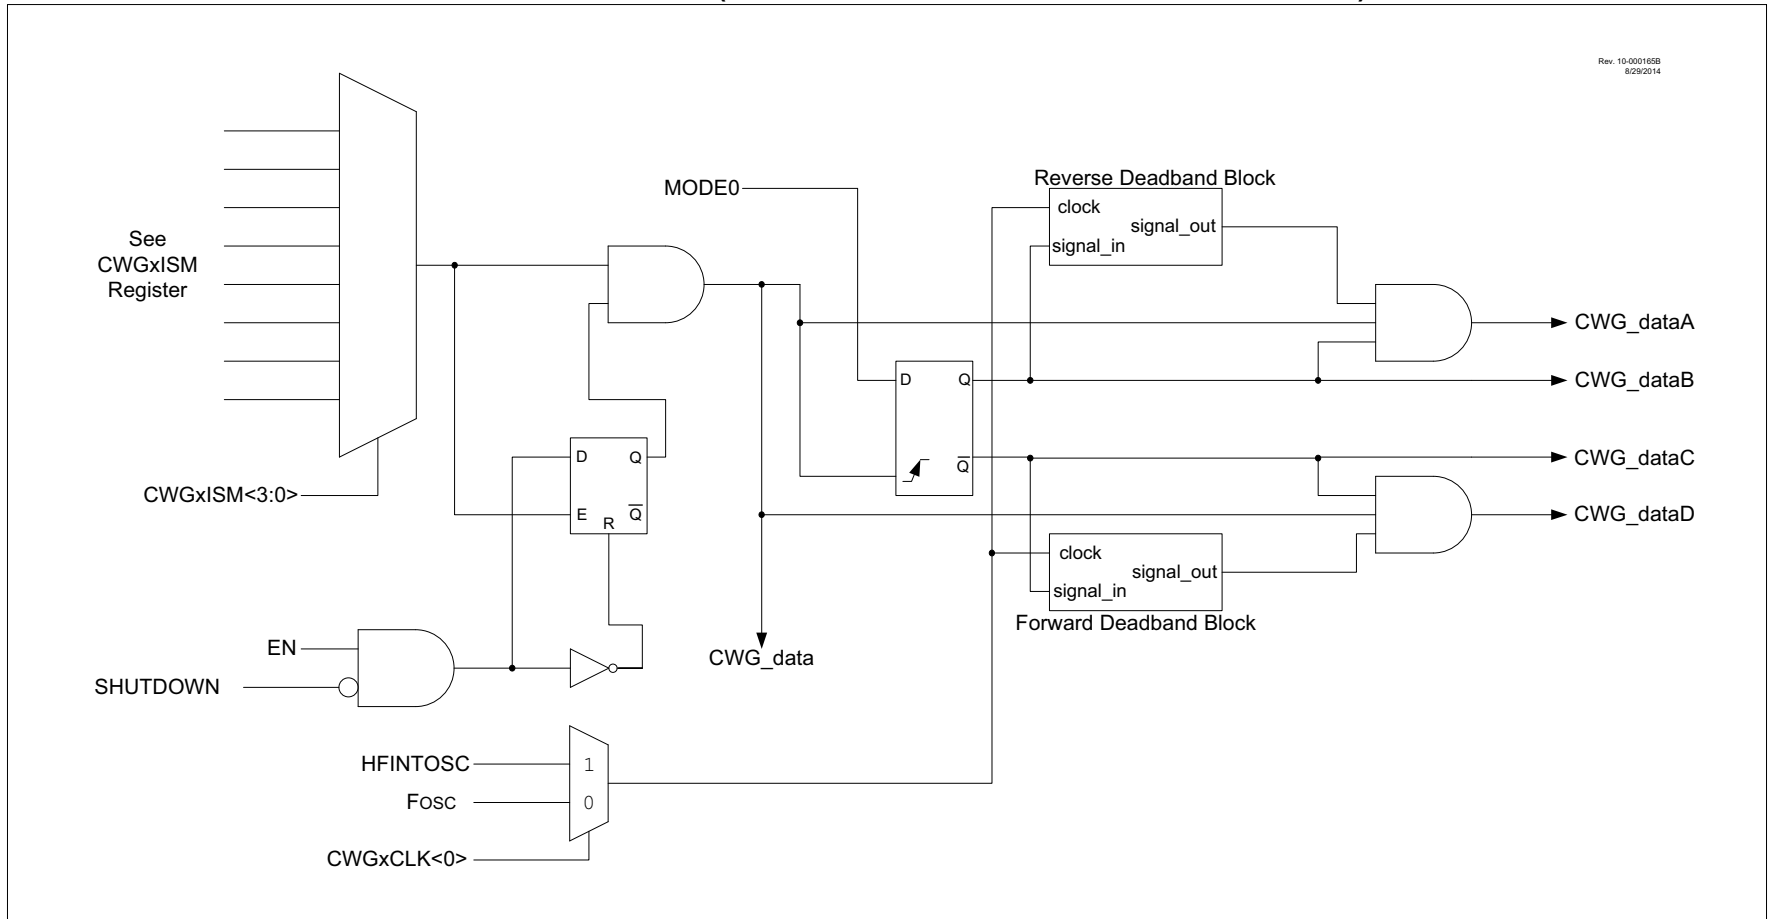 Rev. 10-000165B
8/29/2014
See
CWGxISM
Register
CWGxISM<3:0>
MODE0
Reverse Deadband Block
clock
signal_out
signal_in
CWG_dataA
D
Q
CWG_dataB
Q
CWG_dataC
D
Q
E
R
Q
CWG_dataD
clock
signal_out
signal_in
Forward Deadband Block
EN
SHUTDOWN
CWG_data
HFINTOSC
1
FOSC
0
CWGxCLK<0>